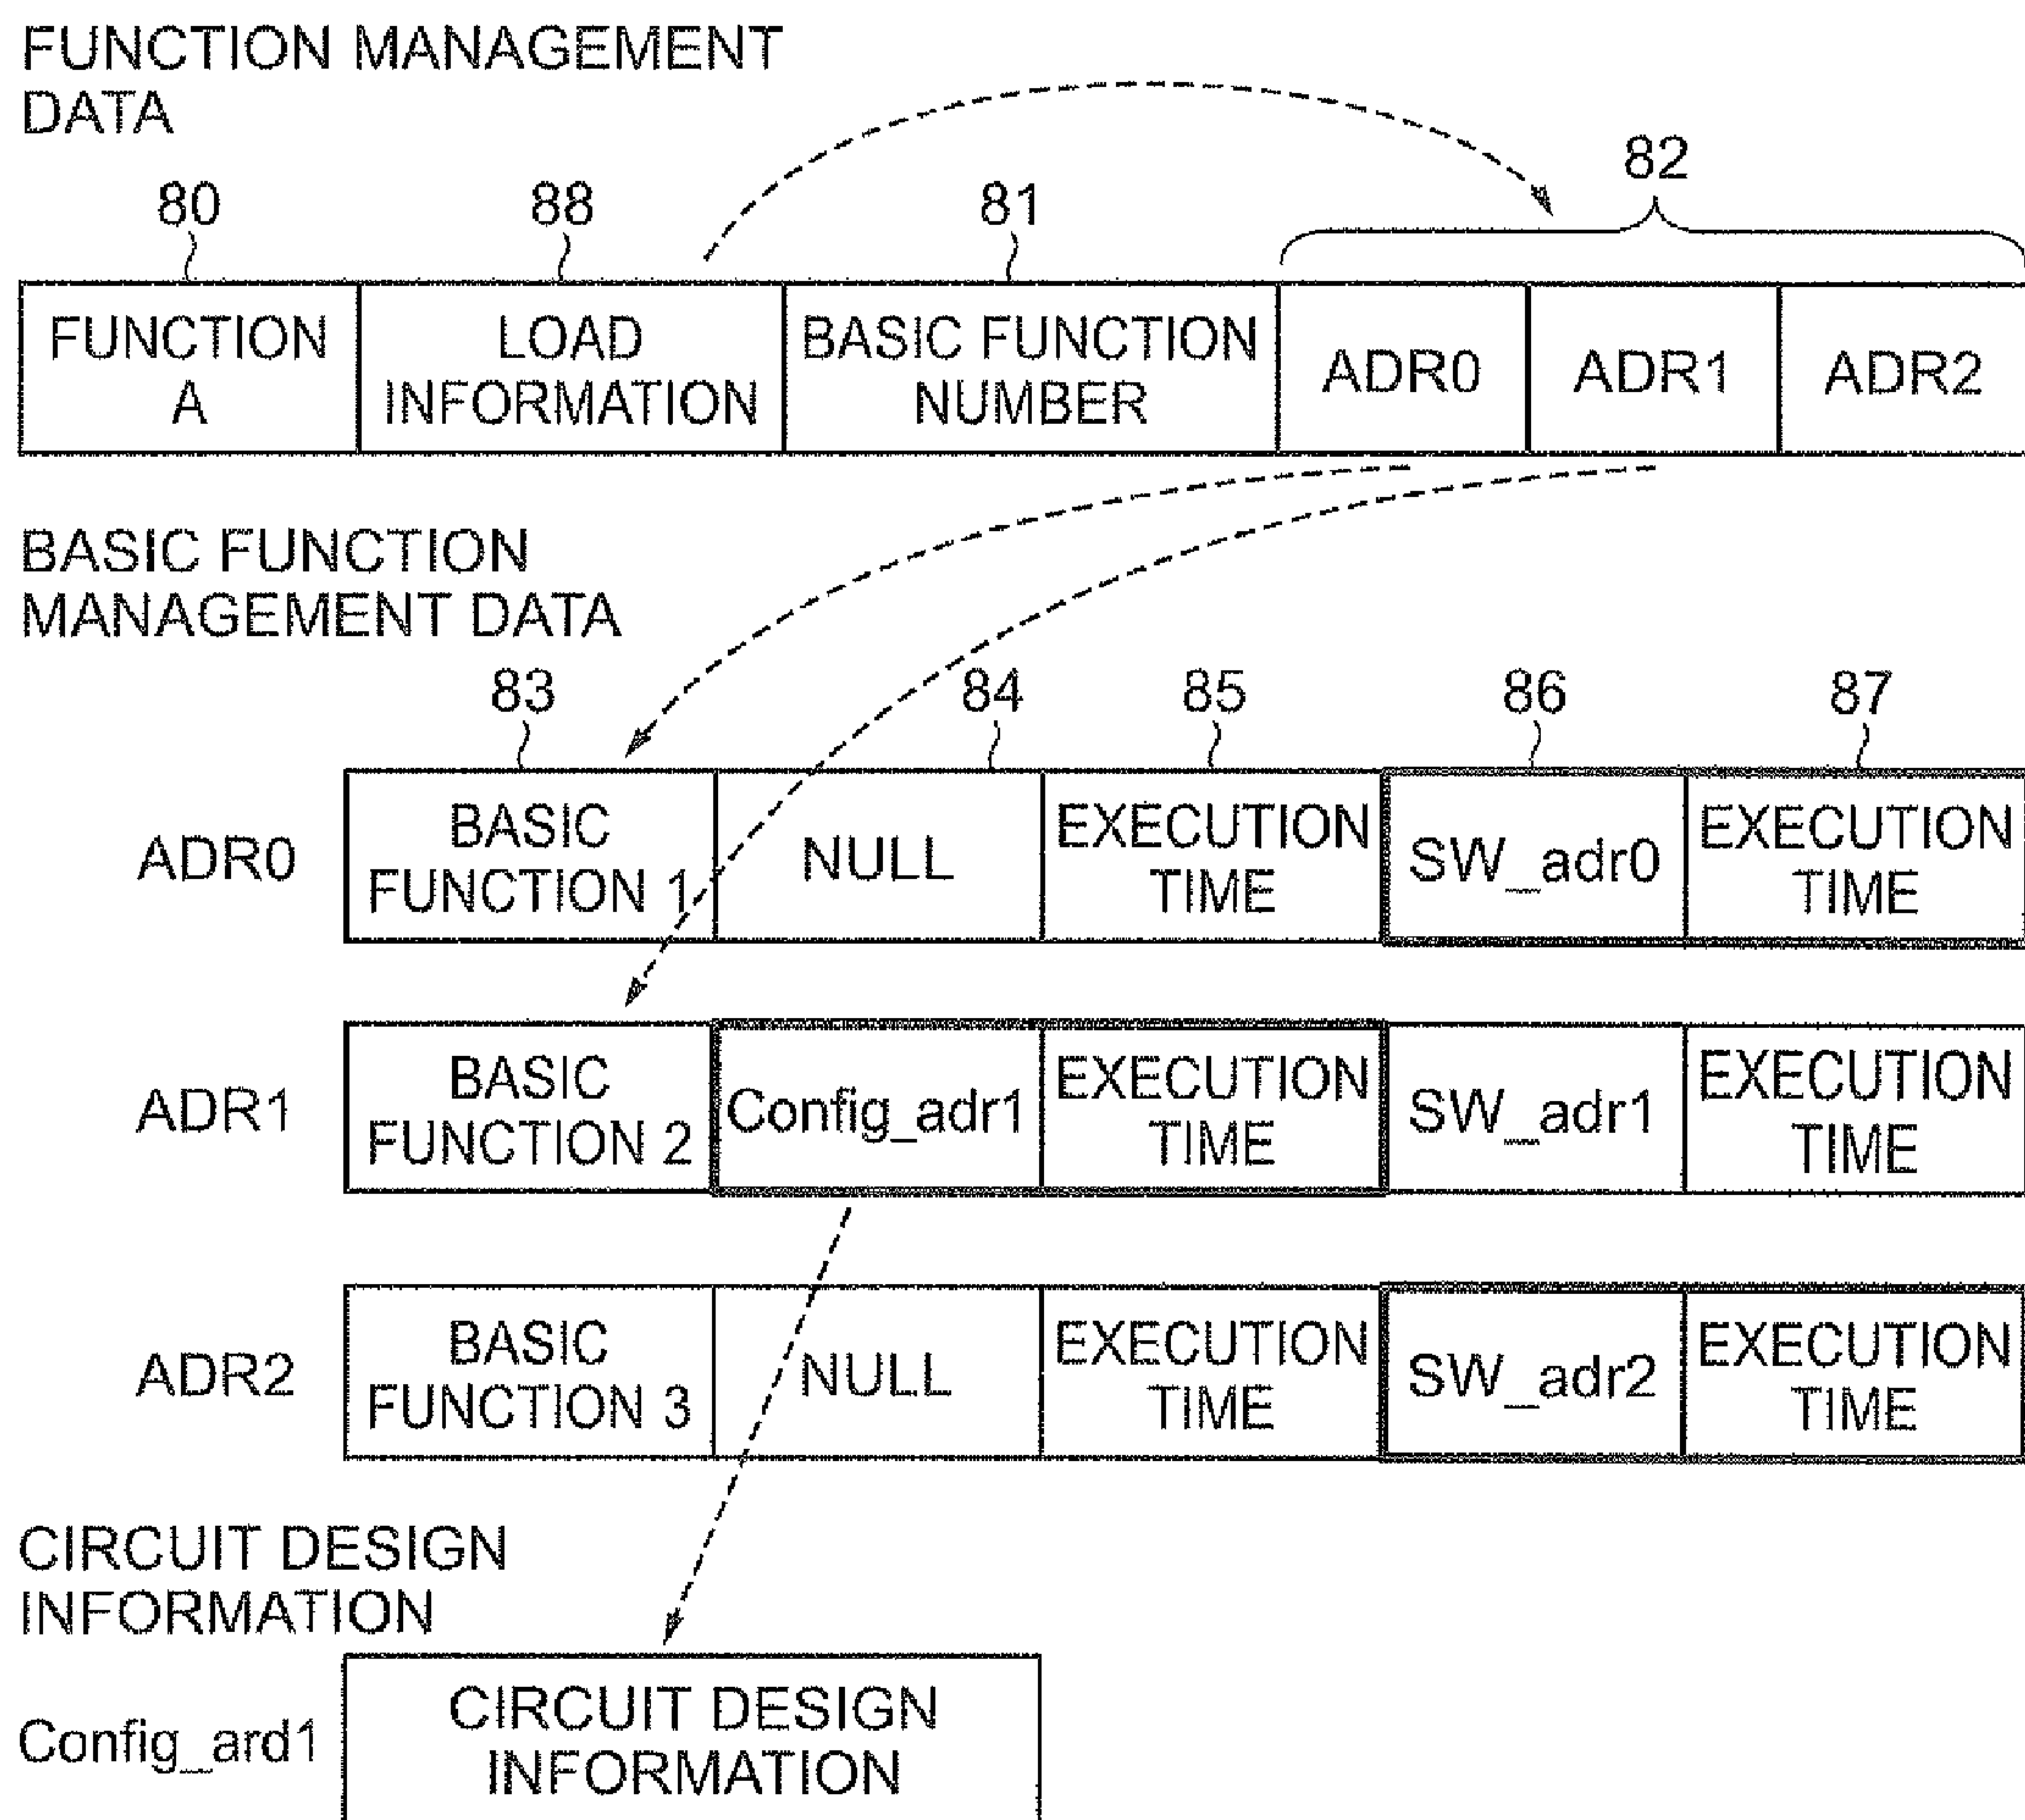 FUNCTION MANAGEMENT
DATA
82
80 88 81
FUNCTION
A
LOAD
INFORMATION
BASIC FUNCTION
NUMBER
ADR0 ADR1 ADR2
BASIC FUNCTION
MANAGEMENT DATA
83 84 85 86 87
ADR0
BASIC
FUNCTION 1
NULL
EXECUTION
TIME
SW_adr0
EXECUTION
TIME
ADR1
BASIC
FUNCTION 2
Config_adr1
EXECUTION
TIME
SW_adr1
EXECUTION
TIME
ADR2
BASIC
FUNCTION 3
NULL
EXECUTION
TIME
SW_adr2
EXECUTION
TIME
CIRCUIT DESIGN
INFORMATION
Config_ard1
CIRCUIT DESIGN
INFORMATION